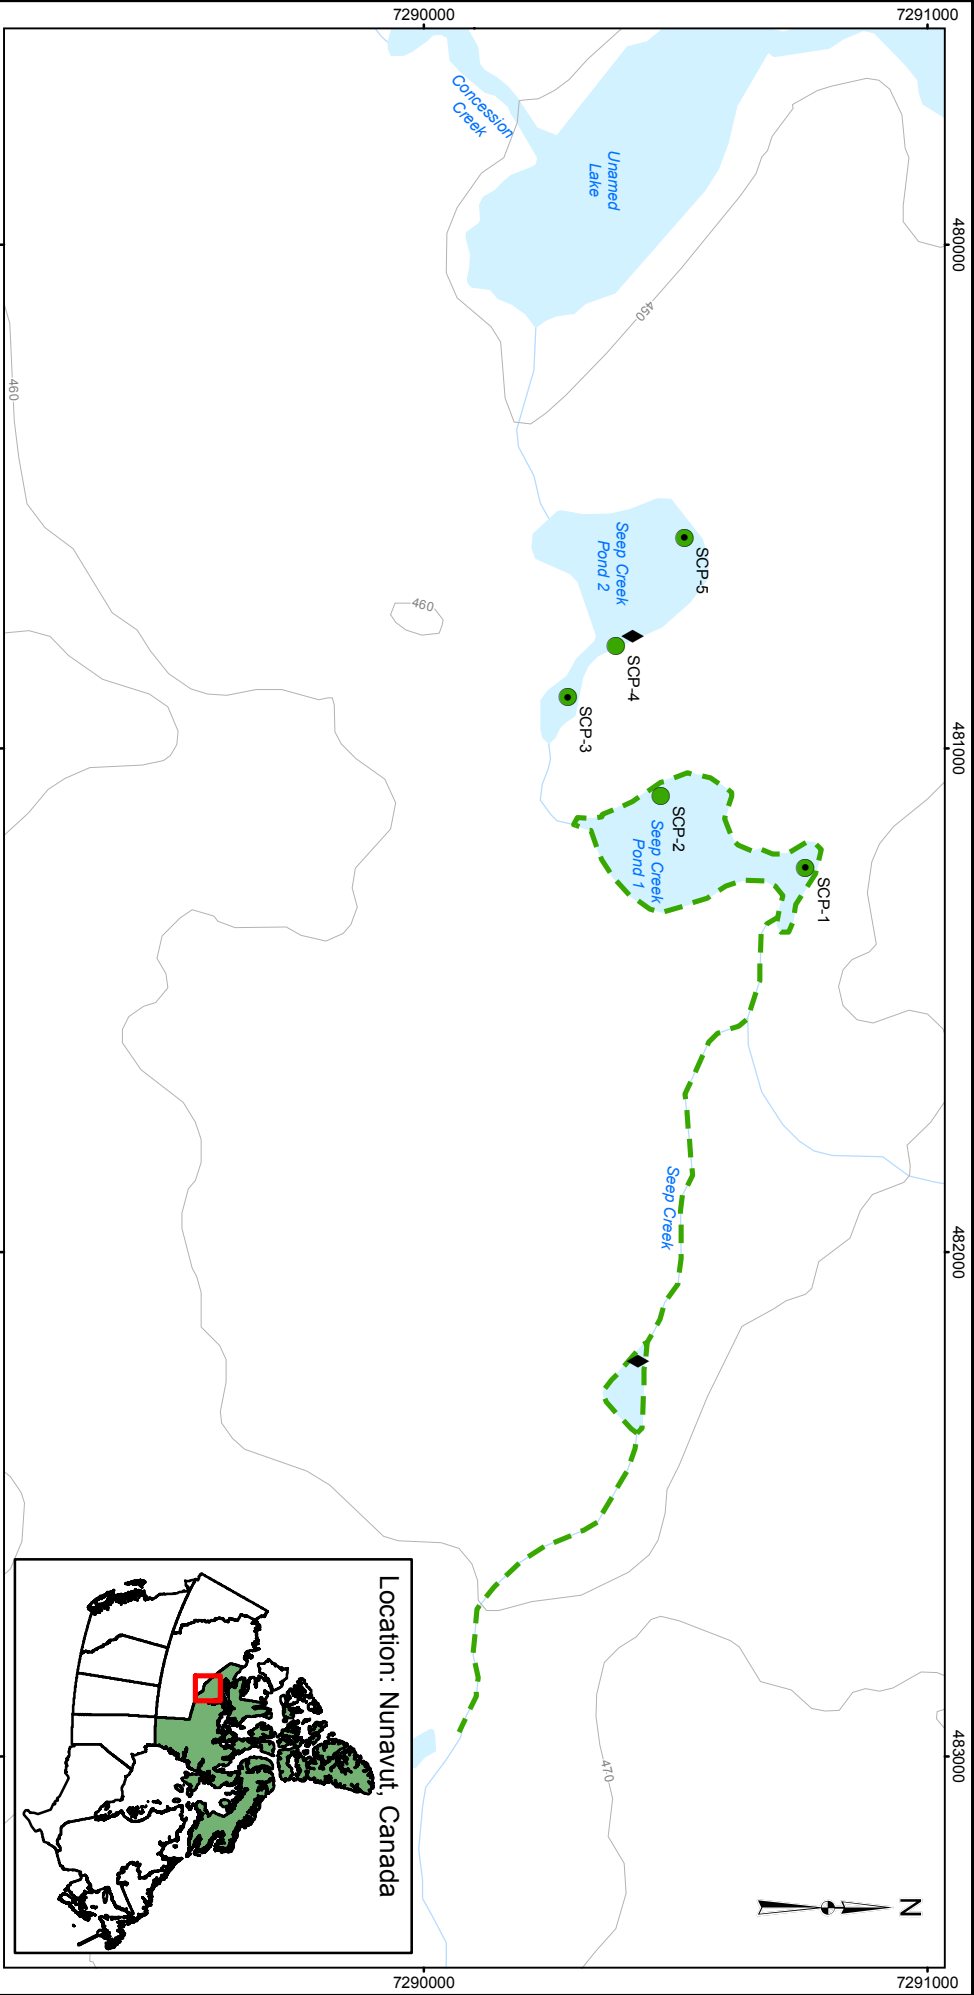 7290000
7291000
Concession
Creek
Unamed
Lake
480000
450
460
SCP-5
Seep Creek
Pond 2
460
SCP-4
SCP-3
481000
SCP-2
Seep Creek
Pond 1
SCP-1
Seep Creek
482000
470
483000
Location: Nunavut, Canada
N
7290000
7291000